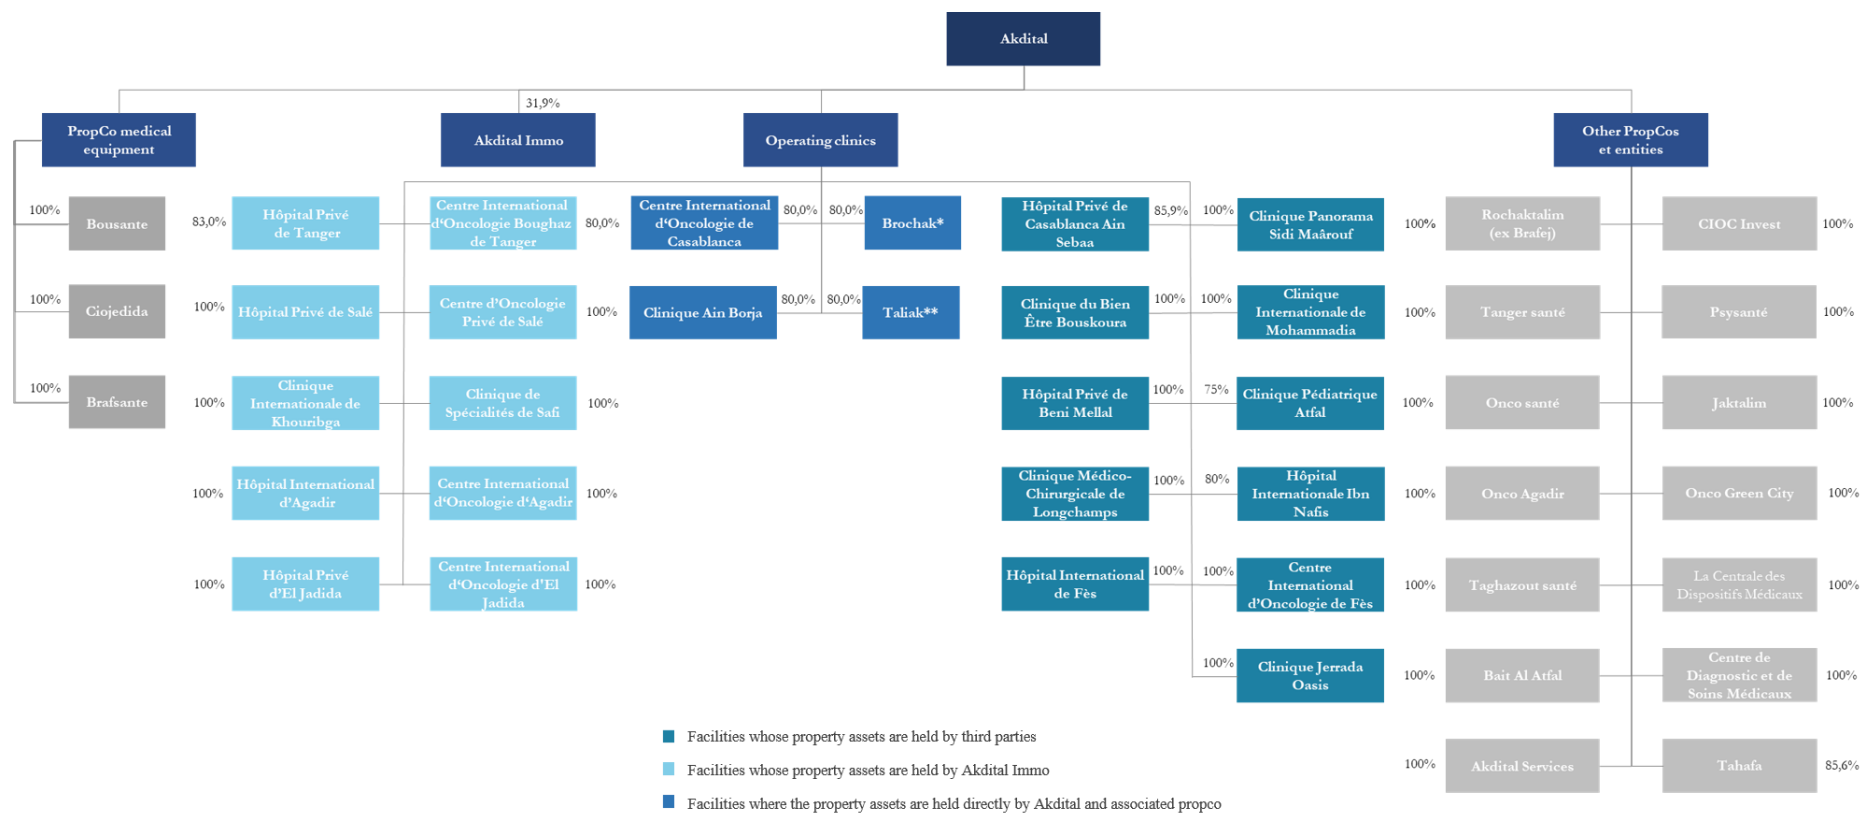 Akdital
31,9%
PropCo medical
equipment
Akdital Immo
Operating clinics
Other PropCos
et entities
100%
Bousante
83,0%
Hôpital Privé
de Tanger
Centre International
d‘Oncologie Boughaz
de Tanger
80,0%
Centre International
d‘Oncologie de
Casablanca
80,0%
80,0%
Brochak*
Hôpital Privé de
Casablanca Ain
Sebaa
85,9%
100%
Clinique Panorama
Sidi Maârouf
100%
Rochaktalim
(ex Brafej)
CIOC Invest
100%
100%
Ciojedida
100%
Hôpital Privé de Salé
Centre d’Oncologie
Privé de Salé
100%
Clinique Ain Borja
80,0%
80,0%
Taliak**
Clinique du Bien
Être Bouskoura
100%
100%
Clinique
Internationale de
Mohammadia
100%
Tanger santé
Psysanté
100%
100%
Brafsante
100%
Clinique
Internationale de
Khouribga
Clinique de
Spécialités de Safi
100%
Hôpital Privé de
Beni Mellal
100%
75%
Clinique Pédiatrique
Atfal
100%
Onco santé
Jaktalim
100%
100%
Hôpital International
d’Agadir
Centre International
d‘Oncologie d‘Agadir
100%
Clinique Médico-
Chirurgicale de
Longchamps
100%
80%
Hôpital
Internationale Ibn
Nafis
100%
Onco Agadir
Onco Green City
100%
100%
Hôpital Privé
d’El Jadida
Centre International
d‘Oncologie d'El
Jadida
100%
Hôpital International
de Fès
100%
100%
Centre
International
d’Oncologie de Fès
100%
Taghazout santé
La Centrale des
Dispositifs Médicaux
100%
100%
Clinique Jerrada
Oasis
100%
Bait Al Atfal
Centre de
Diagnostic et de
Soins Médicaux
100%
100%
Akdital Services
Tahafa
85,6%
Facilities whose property assets are held by third parties
Facilities whose property assets are held by Akdital Immo
Facilities where the property assets are held directly by Akdital and associated propco